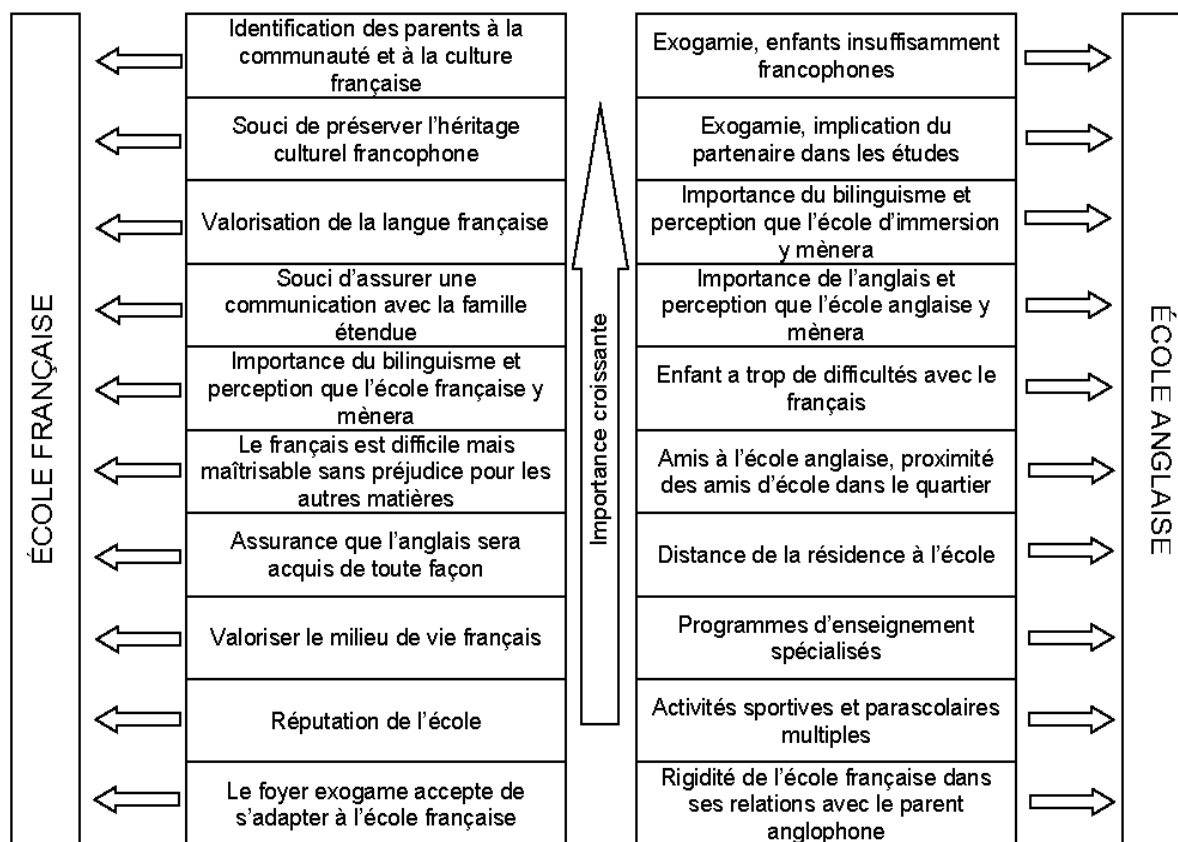 ÉCOLE FRANÇAISE
Identification des parents à la
communauté et à la culture
française
Souci de préserver l'héritage
culturel francophone
Valorisation de la langue française
Souci d'assurer une
communication avec la famille
étendue
Importance du bilinguisme et
perception que l'école française y
mènera
Le français est difficile mais
maîtrisable sans préjudice pour les
autres matières
Assurance que l'anglais sera
acquis de toute façon
Valoriser le milieu de vie français
Réputation de l'école
Le foyer exogame accepte de
s'adapter à l'école française
Importance croissante
Exogamie, enfants insuffisamment
francophones
Exogamie, implication du
partenaire dans les études
Importance du bilinguisme et
perception que l'école d'immersion
y mènera
Importance de l'anglais et
perception que l'école anglaise y
mènera
Enfant a trop de difficultés avec le
français
Amis à l'école anglaise, proximité
des amis d'école dans le quartier
Distance de la résidence à l'école
Programmes d'enseignement
spécialisés
Activités sportives et parascolaires
multiples
Rigidité de l'école française dans
ses relations avec le parent
anglophone
ÉCOLE ANGLAISE